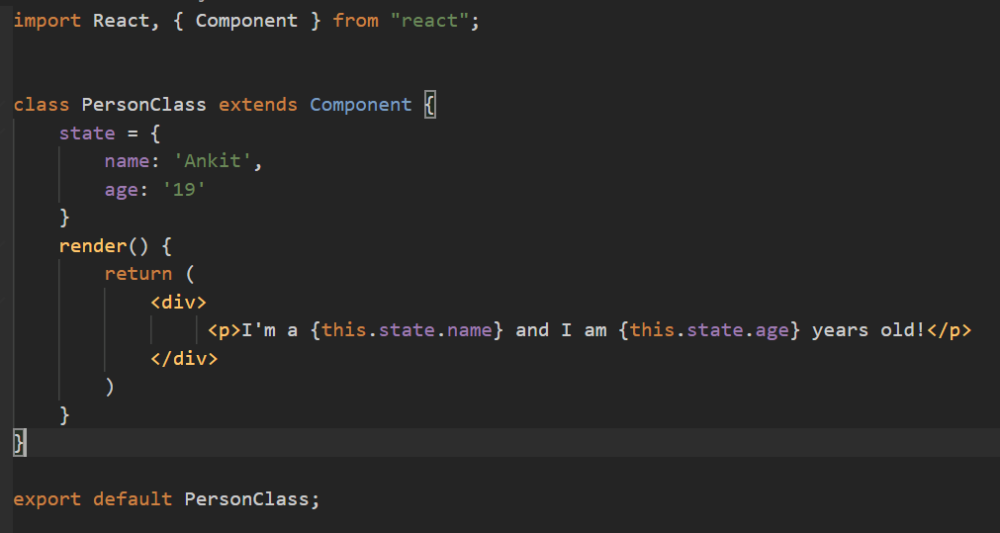 import React, { Component } from "react";
class PersonClass extends Component {
    state = {
        name: 'Ankit',
        age: '19'
    }
    render() {
        return (
            <div>
                 <p>I'm a {this.state.name} and I am {this.state.age} years old!</p>
            </div>
        )
    }
}
export default PersonClass;